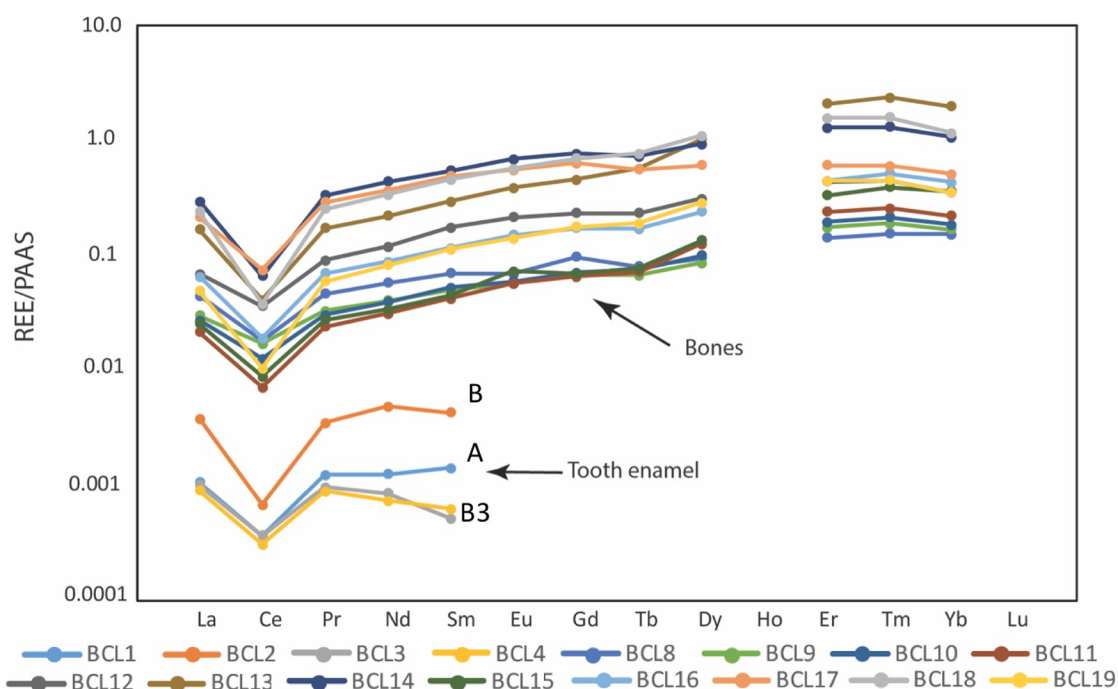 10.0
1.0
0.1
0.01
0.001
0.0001
REE/PAAS
Bones
B
A
Tooth enamel
B3
La Ce Pr Nd Sm Eu Gd Tb Dy Ho Er Tm Yb Lu
BCL1 BCL2 BCL3 BCL4 BCL8 BCL9 BCL10 BCL11
BCL12 BCL13 BCL14 BCL15 BCL16 BCL17 BCL18 BCL19